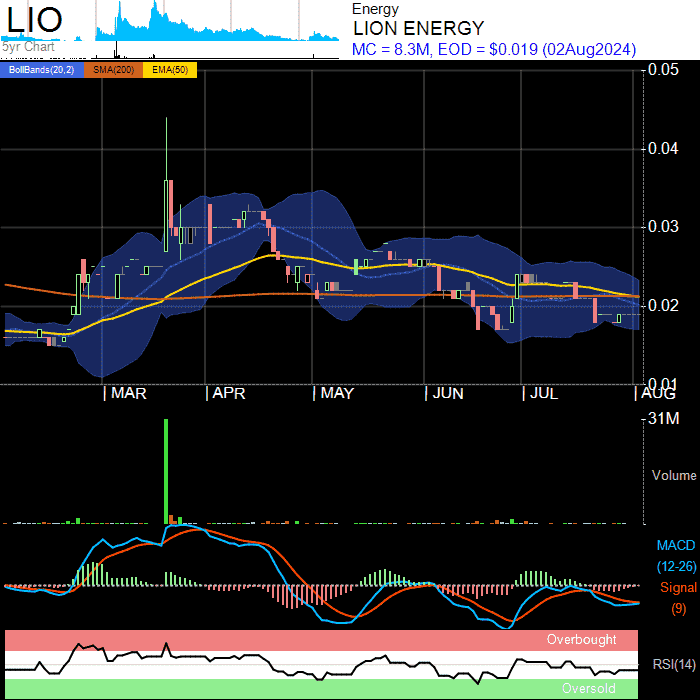 LIO
5yr Chart
Energy
LION ENERGY
MC = 8.3M, EOD = $0.019 (02Aug2024)
BollBands(20,2) SMA(200) EMA(50)
0.05
0.04
0.03
0.02
0.01
MAR APR MAY JUN JUL AUG
31M
Volume
MACD
(12-26)
Signal
(9)
Overbought
RSI(14)
Oversold